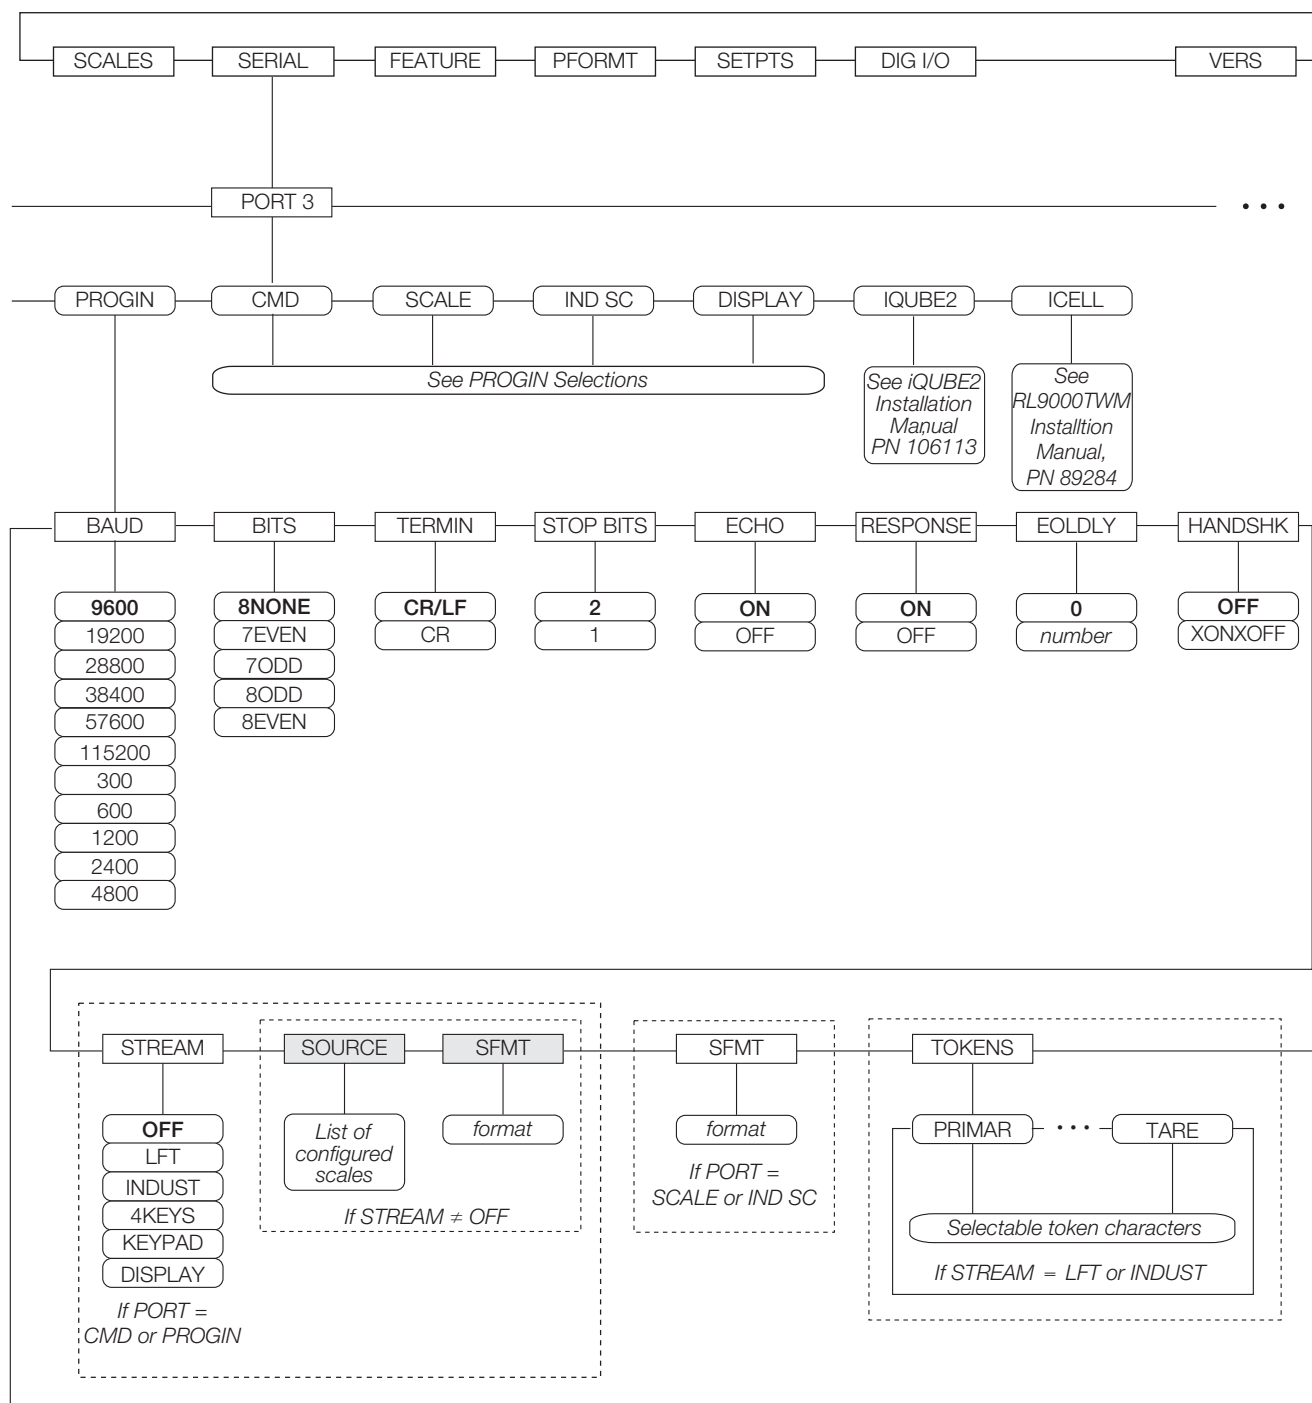 SCALES SERIAL FEATURE PFORMT SETPTS DIG I/O VERS
PORT 3 • • •
PROGIN CMD SCALE IND SC DISPLAY IQUBE2 ICELL
See PROGIN Selections
See iQUBE2
Installation
Manual,
PN 106113
See
RL9000TWM
Installtion
Manual,
PN 89284
BAUD BITS TERMIN STOP BITS ECHO RESPONSE EOLDLY HANDSHK
9600 8NONE CR/LF 2 ON ON 0 OFF
19200 7EVEN CR 1 OFF OFF number XONXOFF
28800 7ODD
38400 8ODD
57600 8EVEN
115200
300
600
1200
2400
4800
STREAM SOURCE SFMT SFMT TOKENS
OFF
LFT
INDUST
4KEYS
KEYPAD
DISPLAY
If PORT =
CMD or PROGIN
List of
configured
scales
format
If STREAM ≠ OFF
format
If PORT =
SCALE or IND SC
PRIMAR • • • TARE
Selectable token characters
If STREAM = LFT or INDUST